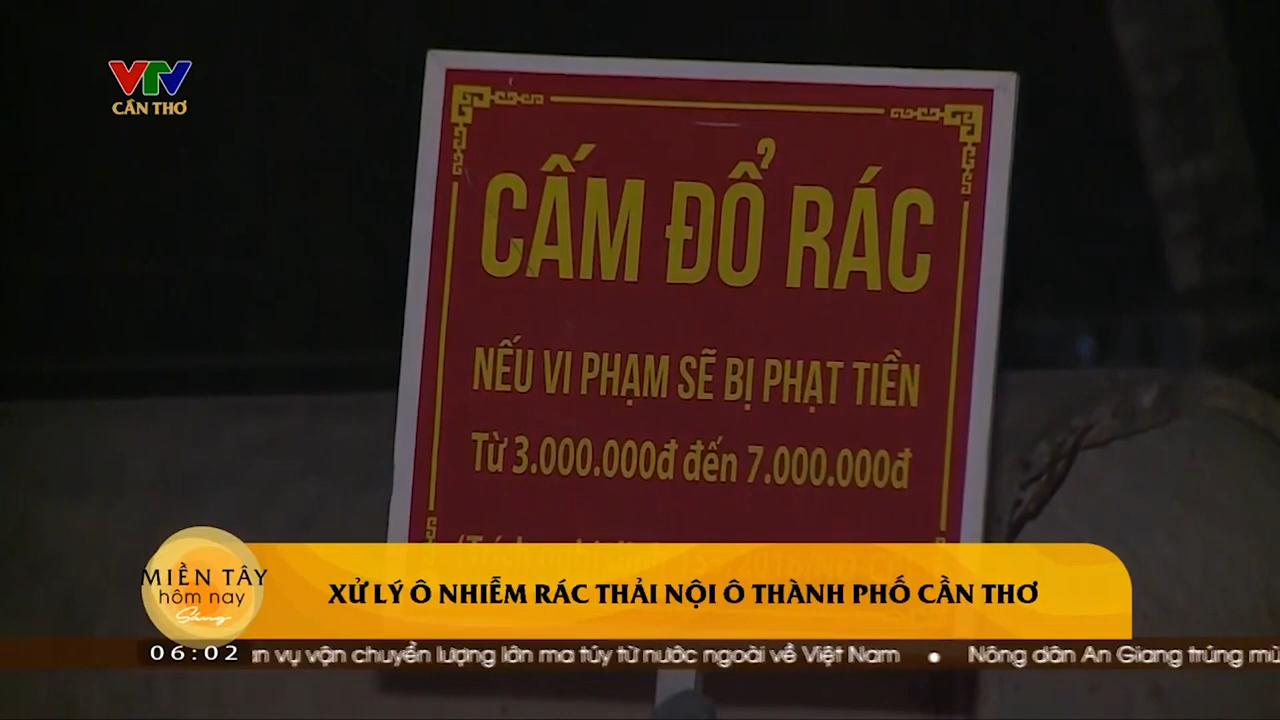 VTV
CẦN THƠ
CẤM ĐỔ RÁC
NẾU VI PHẠM SẼ BỊ PHẠT TIỀN
Từ 3.000.000đ đến 7.000.000đ
MIỀN TÂY
hôm nay
Sáng
XỬ LÝ Ô NHIỄM RÁC THẢI NỘI Ô THÀNH PHỐ CẦN THƠ
06:02 vụ vận chuyển lượng lớn ma túy từ nước ngoài về Việt Nam • Nông dân An Giang trúng